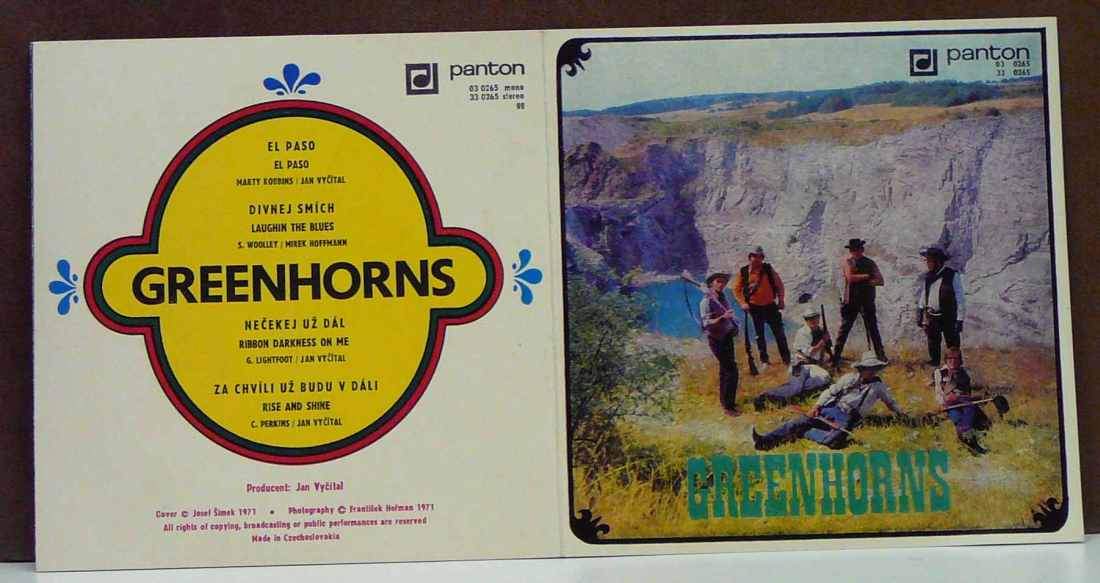 panton
03 0265 mono
33 0265 stereo
EL PASO
EL PASO
MARTY ROBBINS / JAN VYČÍTAL
DIVNEJ SMÍCH
LAUGHIN THE BLUES
S. WOOLLEY / MIREK HOFFMANN
GREENHORNS
NEČEKEJ UŽ DÁL
RIBBON DARKNESS ON ME
G. LIGHTFOOT / JAN VYČÍTAL
ZA CHVÍLI UŽ BUDU V DÁLI
RISE AND SHINE
C. PERKINS / JAN VYČÍTAL
Producent: Jan Vyčítal
Cover © Josef Šimek 1971 • Photography © František Hofman 1971
All rights of copying, broadcasting or public performances are reserved
Made in Czechoslovakia
panton
03 0265
33 0265
GREENHORNS